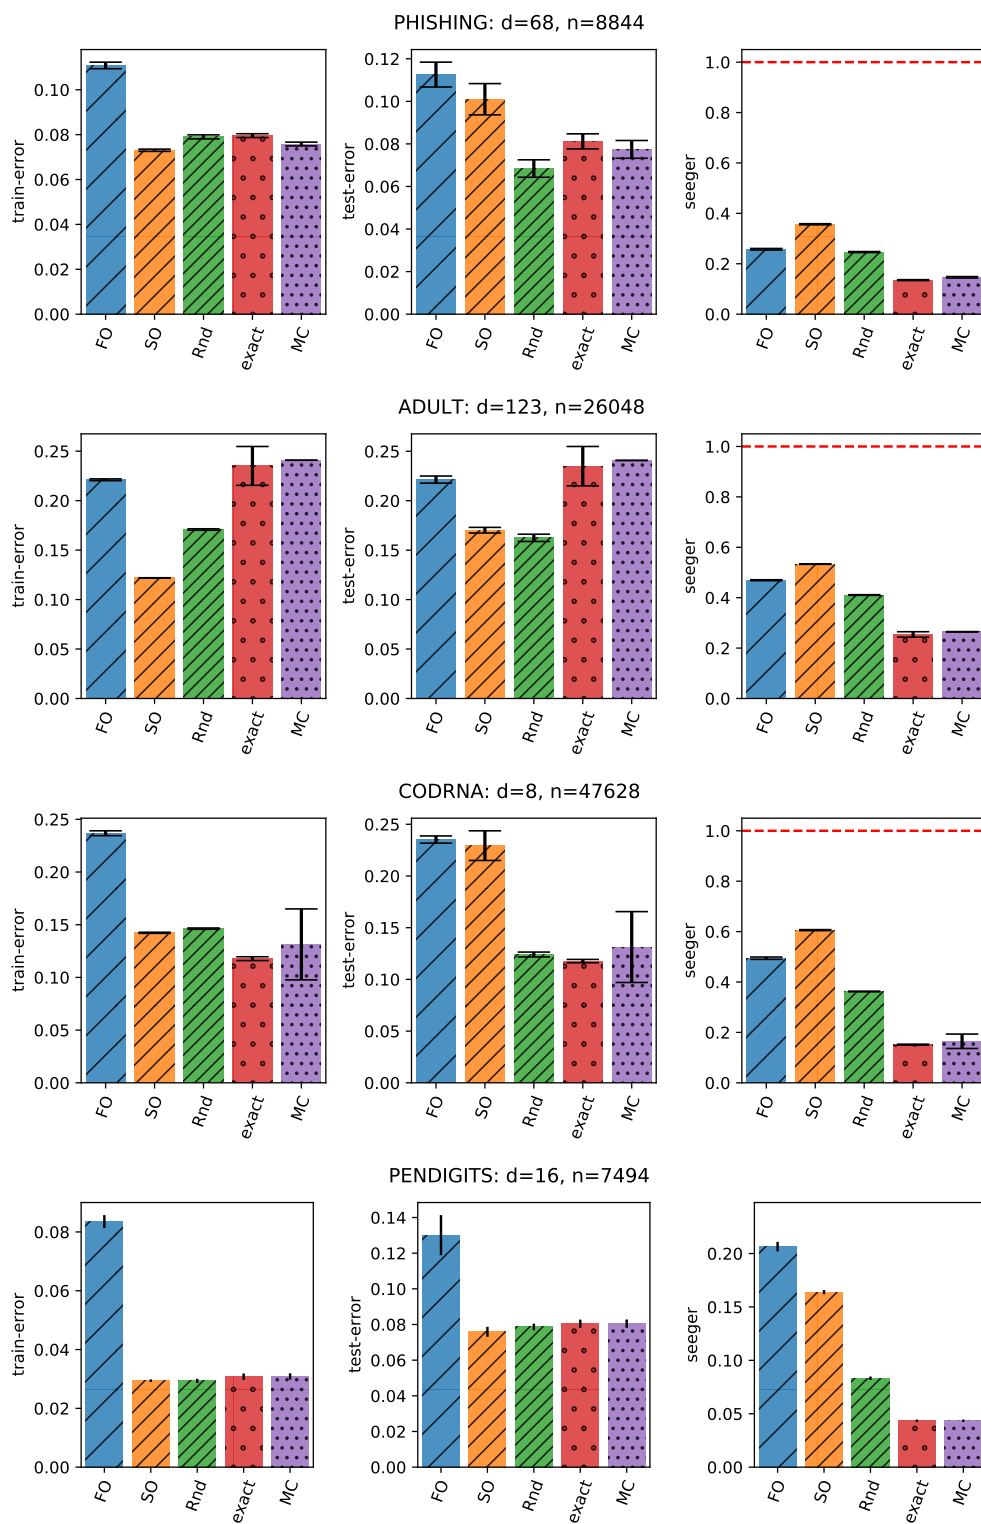 PHISHING: d=68, n=8844
train-error
0.10
0.08
0.06
0.04
0.02
0.00
FO
SO
Rnd
exact
MC
test-error
0.12
0.10
0.08
0.06
0.04
0.02
0.00
FO
SO
Rnd
exact
MC
seeger
1.0
0.8
0.6
0.4
0.2
0.0
FO
SO
Rnd
exact
MC
ADULT: d=123, n=26048
train-error
0.25
0.20
0.15
0.10
0.05
0.00
FO
SO
Rnd
exact
MC
test-error
0.25
0.20
0.15
0.10
0.05
0.00
FO
SO
Rnd
exact
MC
seeger
1.0
0.8
0.6
0.4
0.2
0.0
FO
SO
Rnd
exact
MC
CODRNA: d=8, n=47628
train-error
0.25
0.20
0.15
0.10
0.05
0.00
FO
SO
Rnd
exact
MC
test-error
0.25
0.20
0.15
0.10
0.05
0.00
FO
SO
Rnd
exact
MC
seeger
1.0
0.8
0.6
0.4
0.2
0.0
FO
SO
Rnd
exact
MC
PENDIGITS: d=16, n=7494
train-error
0.08
0.06
0.04
0.02
0.00
FO
SO
Rnd
exact
MC
test-error
0.14
0.12
0.10
0.08
0.06
0.04
0.02
0.00
FO
SO
Rnd
exact
MC
seeger
0.20
0.15
0.10
0.05
0.00
FO
SO
Rnd
exact
MC